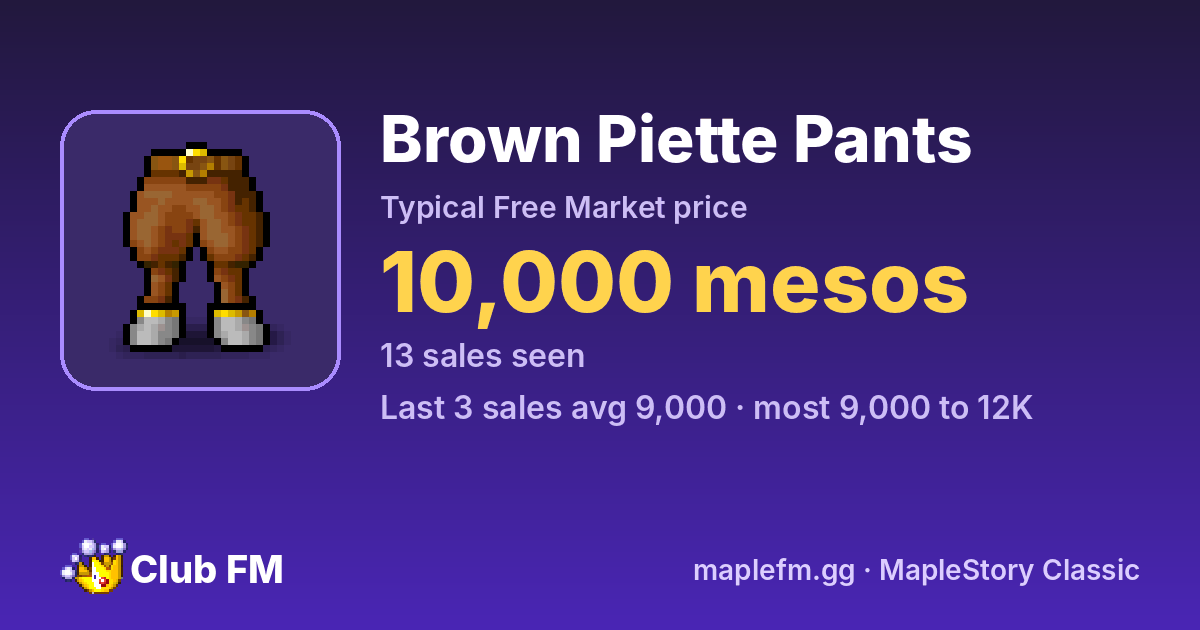 Brown Piette Pants
Typical Free Market price
10,000 mesos
13 sales seen
Last 3 sales avg 9,000 · most 9,000 to 12K
Club FM
maplefm.gg · MapleStory Classic